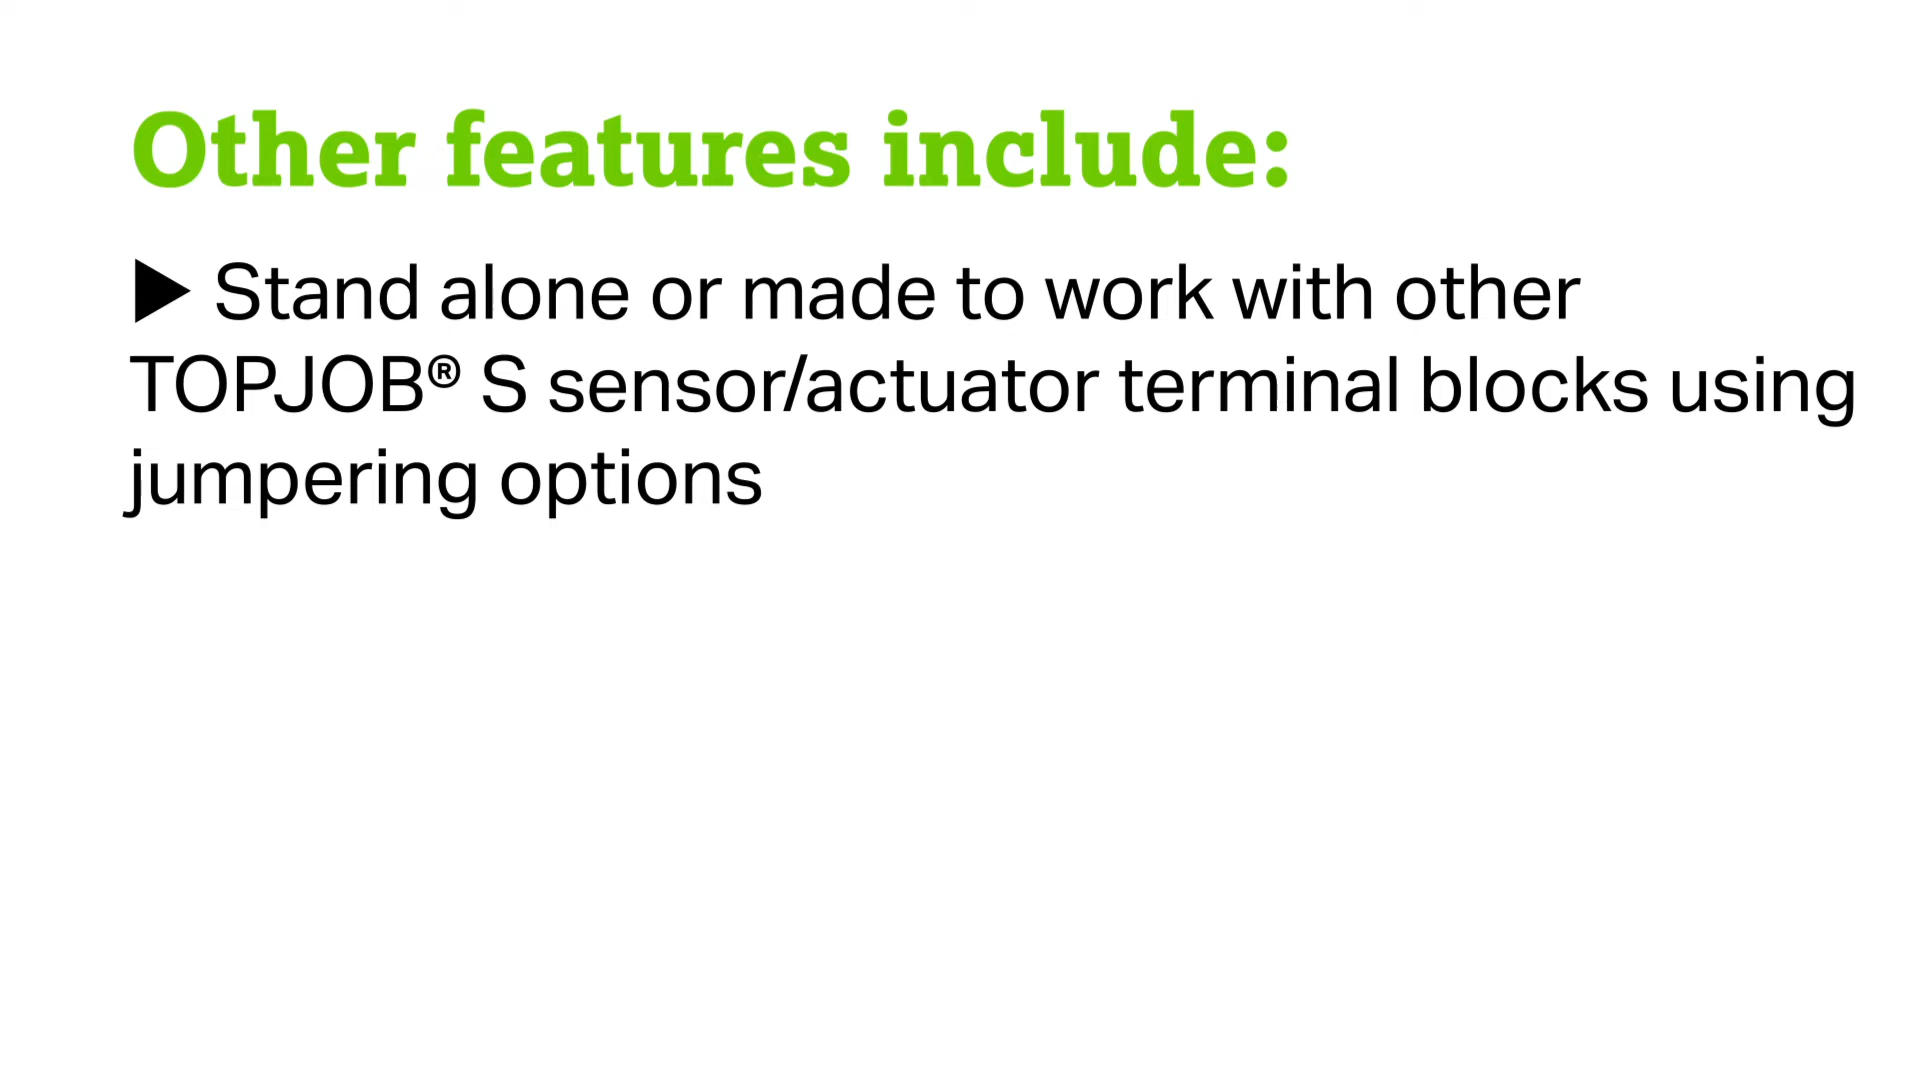 Other features include:
▶ Stand alone or made to work with other
TOPJOB® S sensor/actuator terminal blocks using
jumpering options